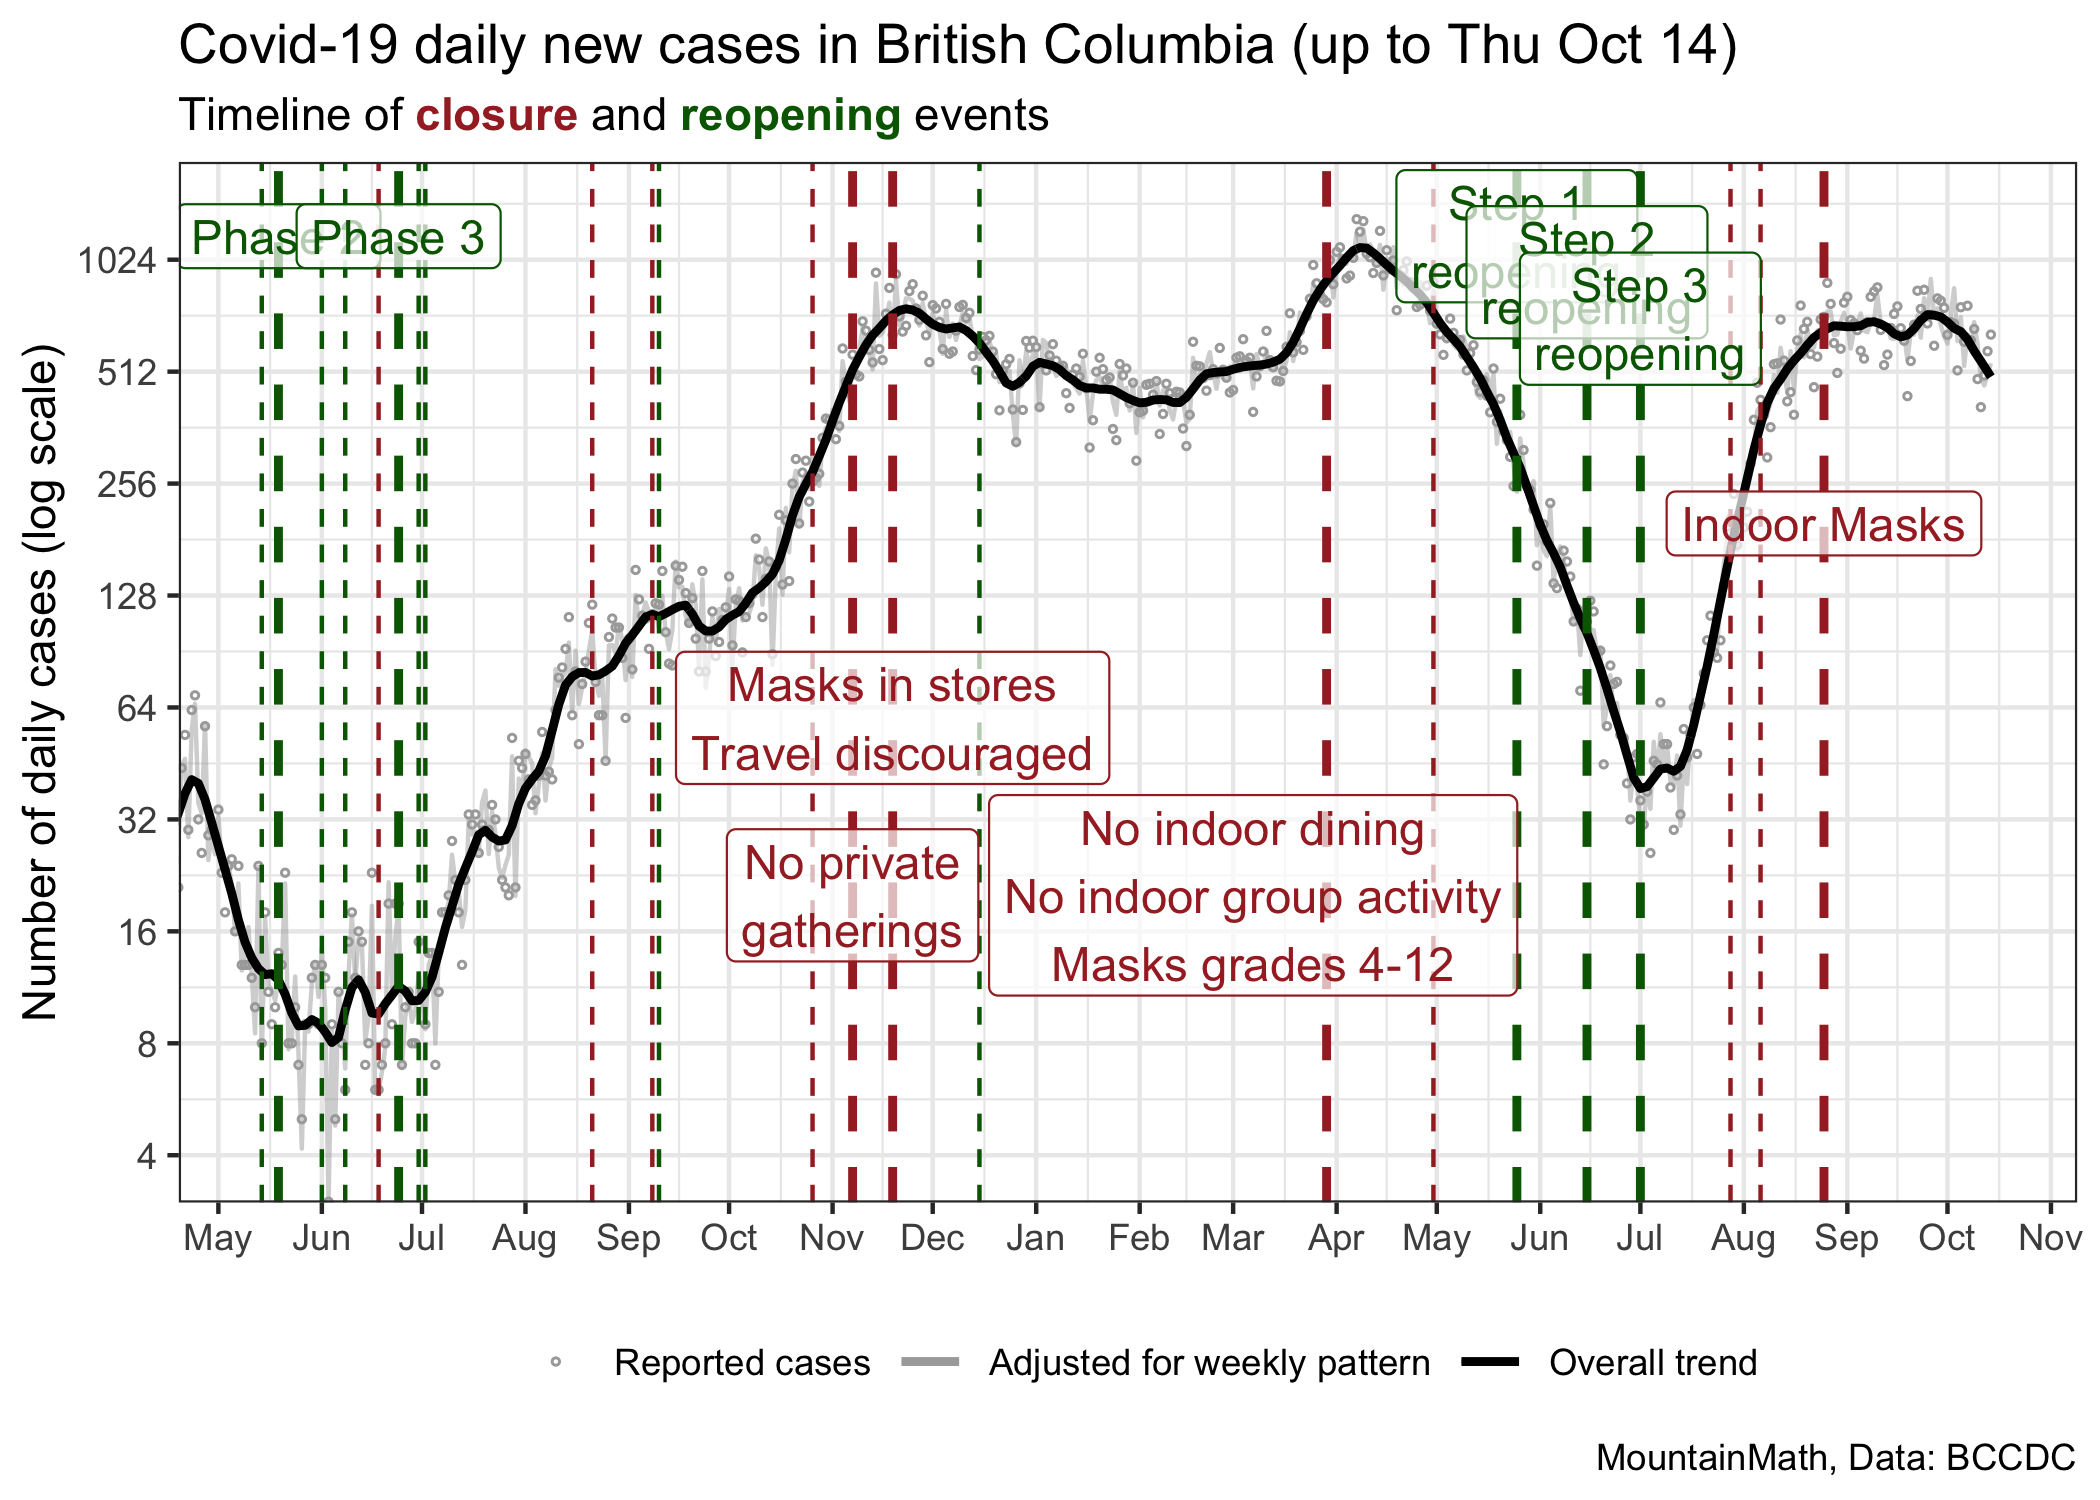 Covid-19 daily new cases in British Columbia (up to Thu Oct 14)
Timeline of closure and reopening events
Number of daily cases (log scale)
1024
512
256
128
64
32
16
8
4
Phase 2
Phase 3
Step 1
reopening
Step 2
reopening
Step 3
reopening
Indoor Masks
Masks in stores
Travel discouraged
No private
gatherings
No indoor dining
No indoor group activity
Masks grades 4-12
May Jun Jul Aug Sep Oct Nov Dec Jan Feb Mar Apr May Jun Jul Aug Sep Oct Nov
Reported cases Adjusted for weekly pattern Overall trend
MountainMath, Data: BCCDC